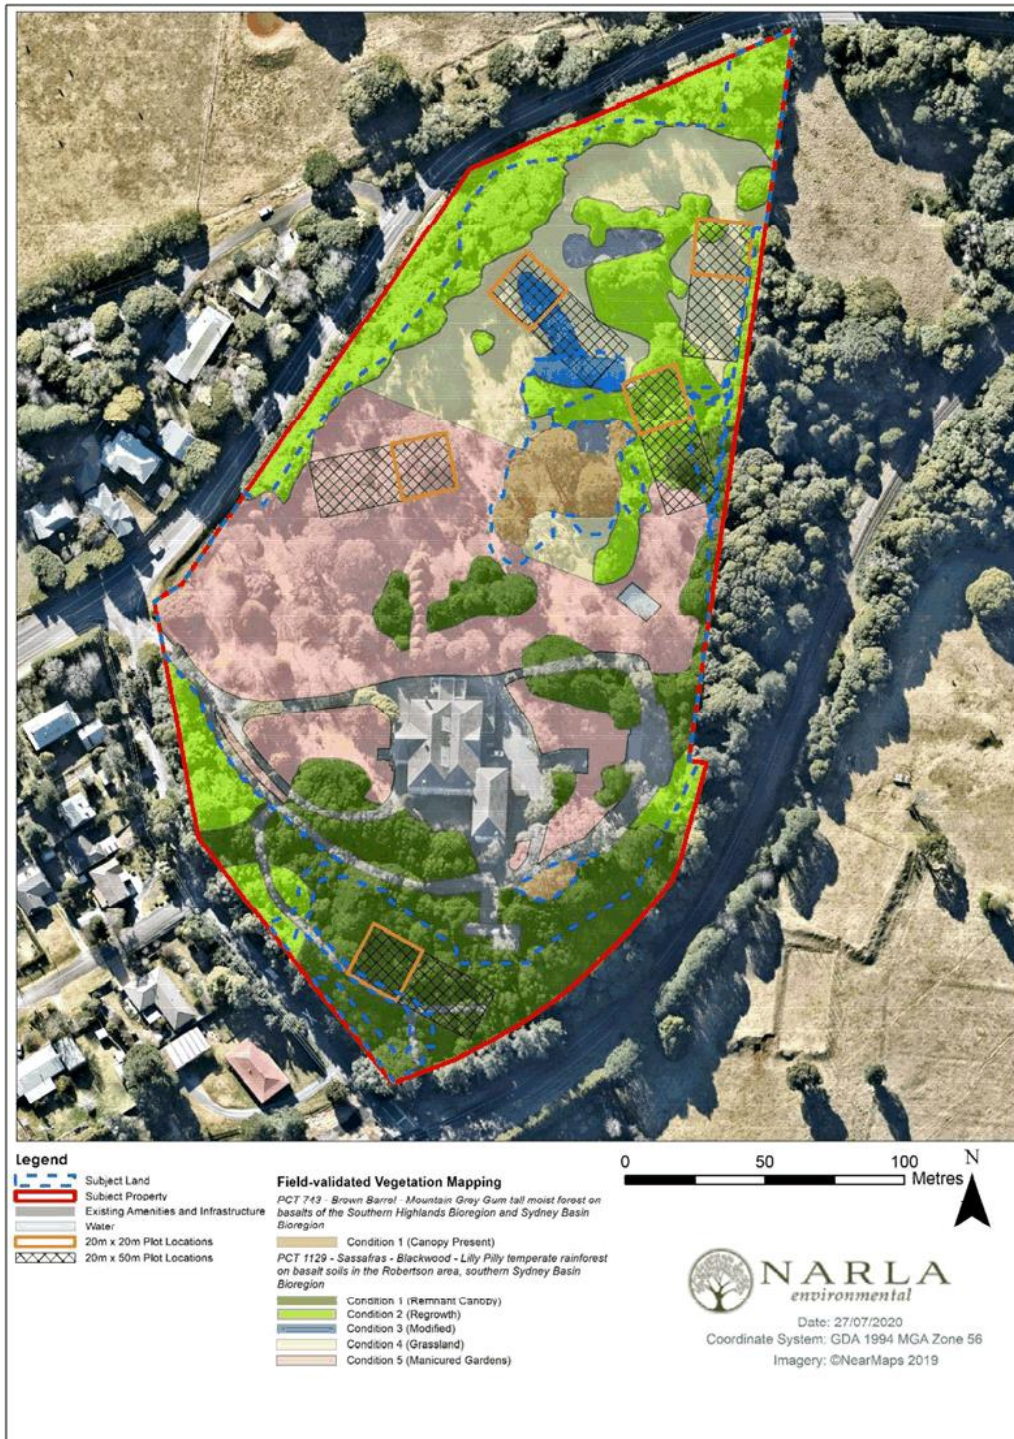 Legend
Subject Land
Subject Property
Existing Amenities and Infrastructure
Water
20m x 20m Plot Locations
20m x 50m Plot Locations
Field-validated Vegetation Mapping
PCT 743 - Brown Barrel - Mountain Grey Gum tall moist forest on
basalts of the Southern Highlands Bioregion and Sydney Basin
Bioregion
Condition 1 (Canopy Present)
PCT 1129 - Sassafras - Blackwood - Lilly Pilly temperate rainforest
on basalt soils in the Robertson area, southern Sydney Basin
Bioregion
Condition 1 (Remnant Canopy)
Condition 2 (Regrowth)
Condition 3 (Modified)
Condition 4 (Grassland)
Condition 5 (Manicured Gardens)
0 50 100
Metres
N
NARLA
environmental
Date: 27/07/2020
Coordinate System: GDA 1994 MGA Zone 56
Imagery: ©NearMaps 2019